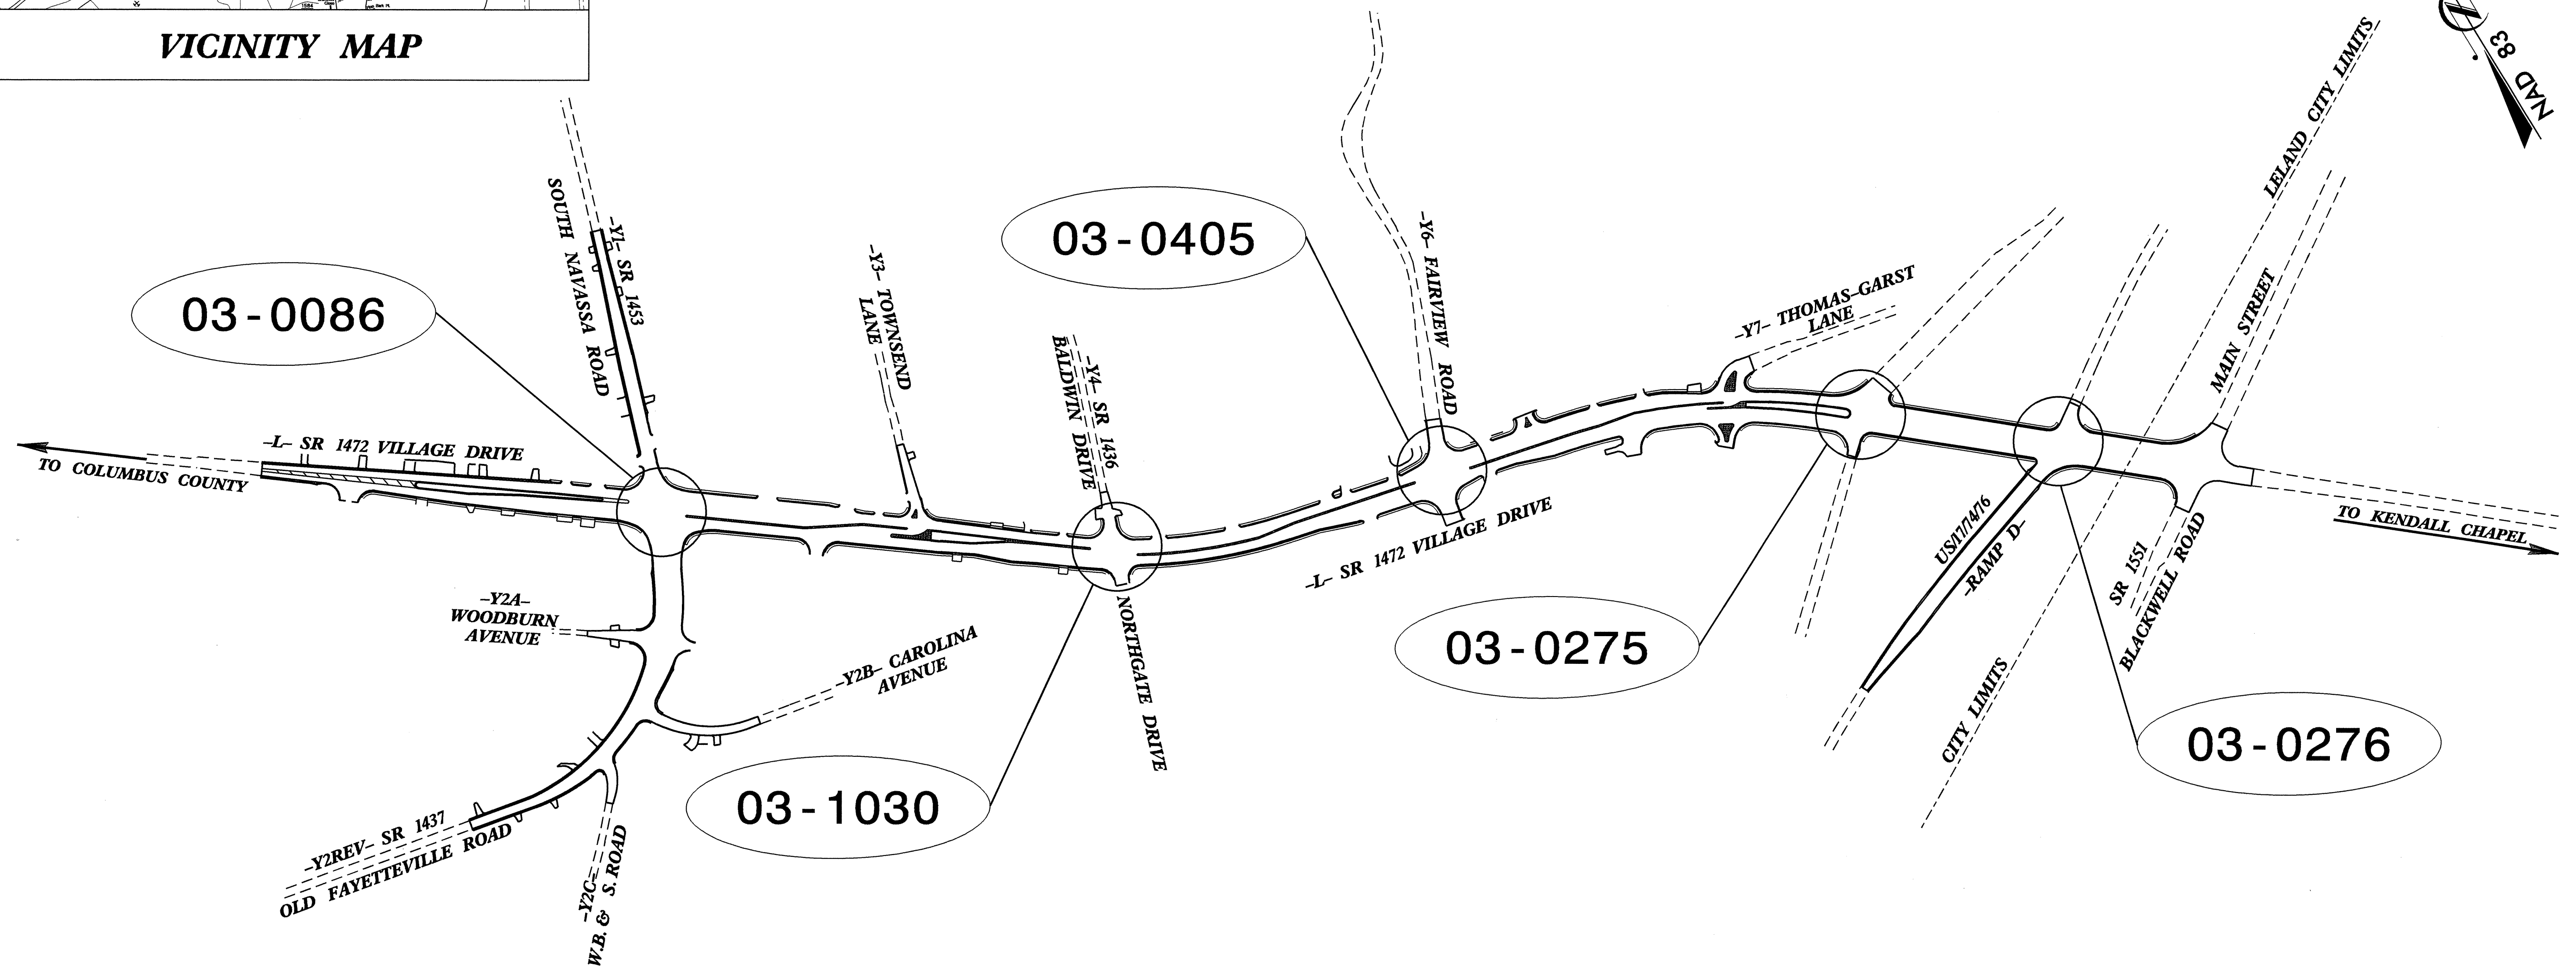 VICINITY MAP
NAD 83
LELAND CITY LIMITS
MAIN STREET
SOUTH NAVASSA ROAD
-Y1- SR 1453
03-0405
-Y6- FAIRVIEW ROAD
-Y3- TOWNSEND
LANE
-Y7- THOMAS-GARST
LANE
03-0086
-Y4- SR 1436
BALDWIN DRIVE
-L- SR 1472 VILLAGE DRIVE
TO COLUMBUS COUNTY
-L- SR 1472 VILLAGE DRIVE
TO KENDALL CHAPEL
US/17/74/76
-RAMP D-
SR 1551
BLACKWELL ROAD
-Y2A-
WOODBURN
AVENUE
NORTHGATE DRIVE
-Y2B- CAROLINA
AVENUE
03-0275
CITY LIMITS
03-0276
03-1030
-Y2REV- SR 1437
OLD FAYETTEVILLE ROAD
-Y2C-
W.B. & S. ROAD